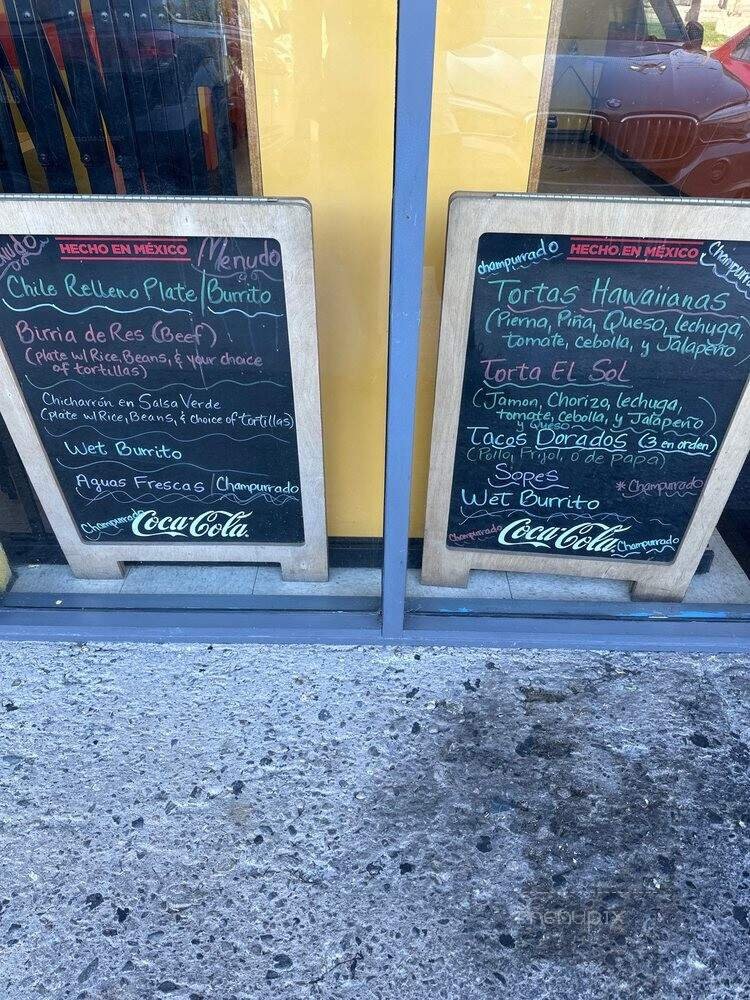 HECHO EN MÉXICO
Menudo
Chile Relleno Plate/Burrito
Birria de Res (Beef)
(plate w/ Rice, Beans, & your choice
of tortillas)
Chicharrón en Salsa Verde
(plate w/ Rice, Beans, & choice of tortillas)
Wet Burrito
Aguas Frescas / Champurrado
Champurrado
Coca-Cola
Champurrado
champurrado
HECHO EN MÉXICO
Tortas Hawaiianas
(Pierna, Piña, Queso, lechuga,
tomate, cebolla, y Jalapeño
Torta EL Sol
(Jamon, Chorizo, lechuga,
tomate, cebolla, y Jalapeño)
y Queso
Tacos Dorados (3 en orden)
(Pollo, Frijol, o de Papa)
Sopes
*Champurrado
Wet Burrito
Champurrado
Coca-Cola
Champurrado
menupix